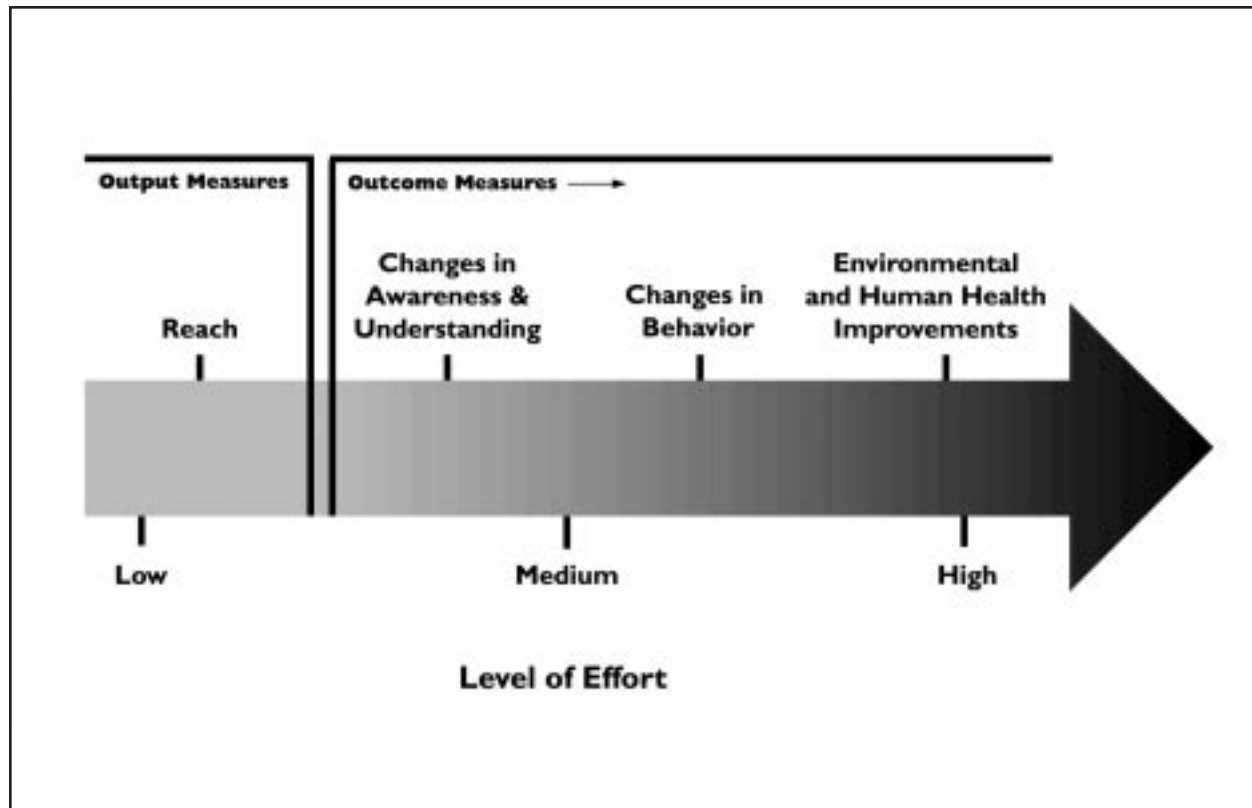 Output Measures
Outcome Measures
Changes in
Awareness &
Understanding
Reach
Changes in
Behavior
Environmental
and Human Health
Improvements
Low
Medium
High
Level of Effort